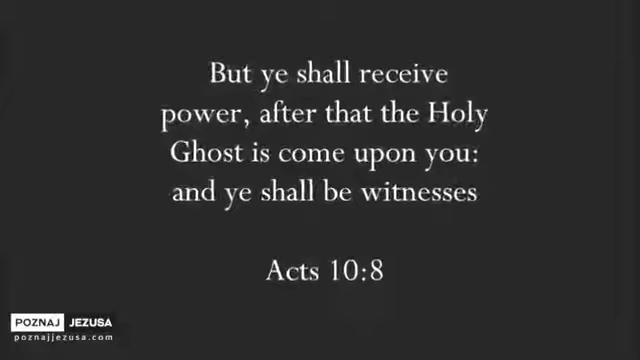 But ye shall receive
power, after that the Holy
Ghost is come upon you:
and ye shall be witnesses
Acts 10:8
POZNAJ JEZUSA
poznajjezusa.com